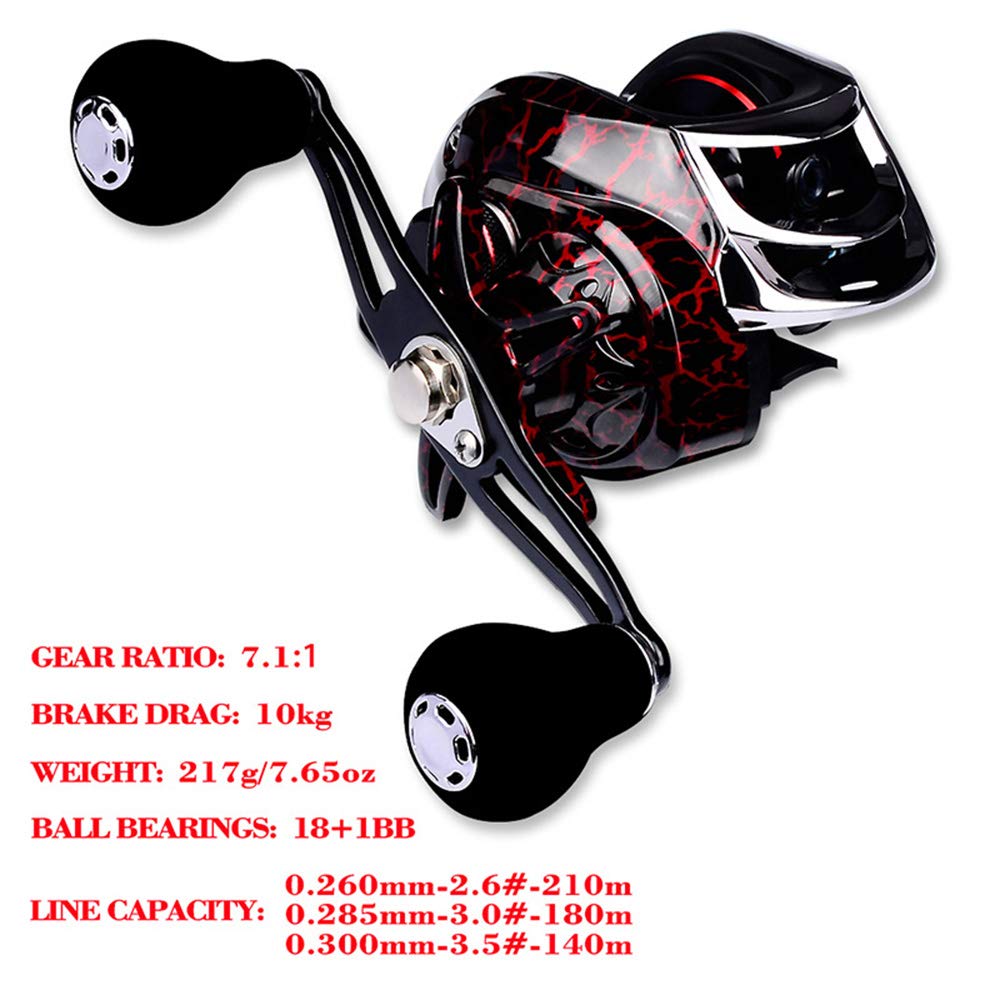 GEAR RATIO: 7.1:1
BRAKE DRAG: 10kg
WEIGHT: 217g/7.65oz
BALL BEARINGS: 18+1BB
LINE CAPACITY: 0.260mm-2.6#-210m
0.285mm-3.0#-180m
0.300mm-3.5#-140m